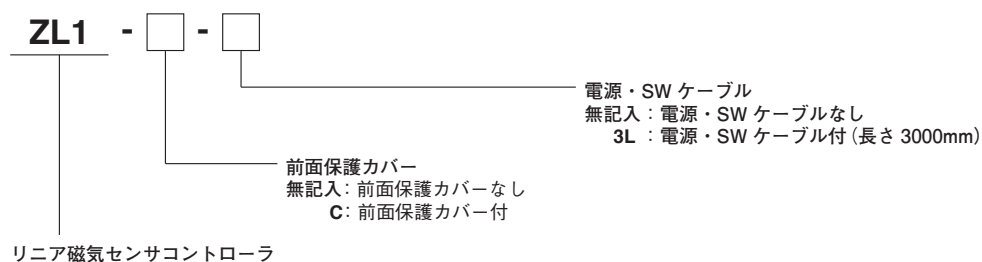 ZL1 - □ - □
電源・SW ケーブル
無記入：電源・SW ケーブルなし
3L ：電源・SW ケーブル付（長さ 3000mm）
前面保護カバー
無記入：前面保護カバーなし
C：前面保護カバー付
リニア磁気センサコントローラ